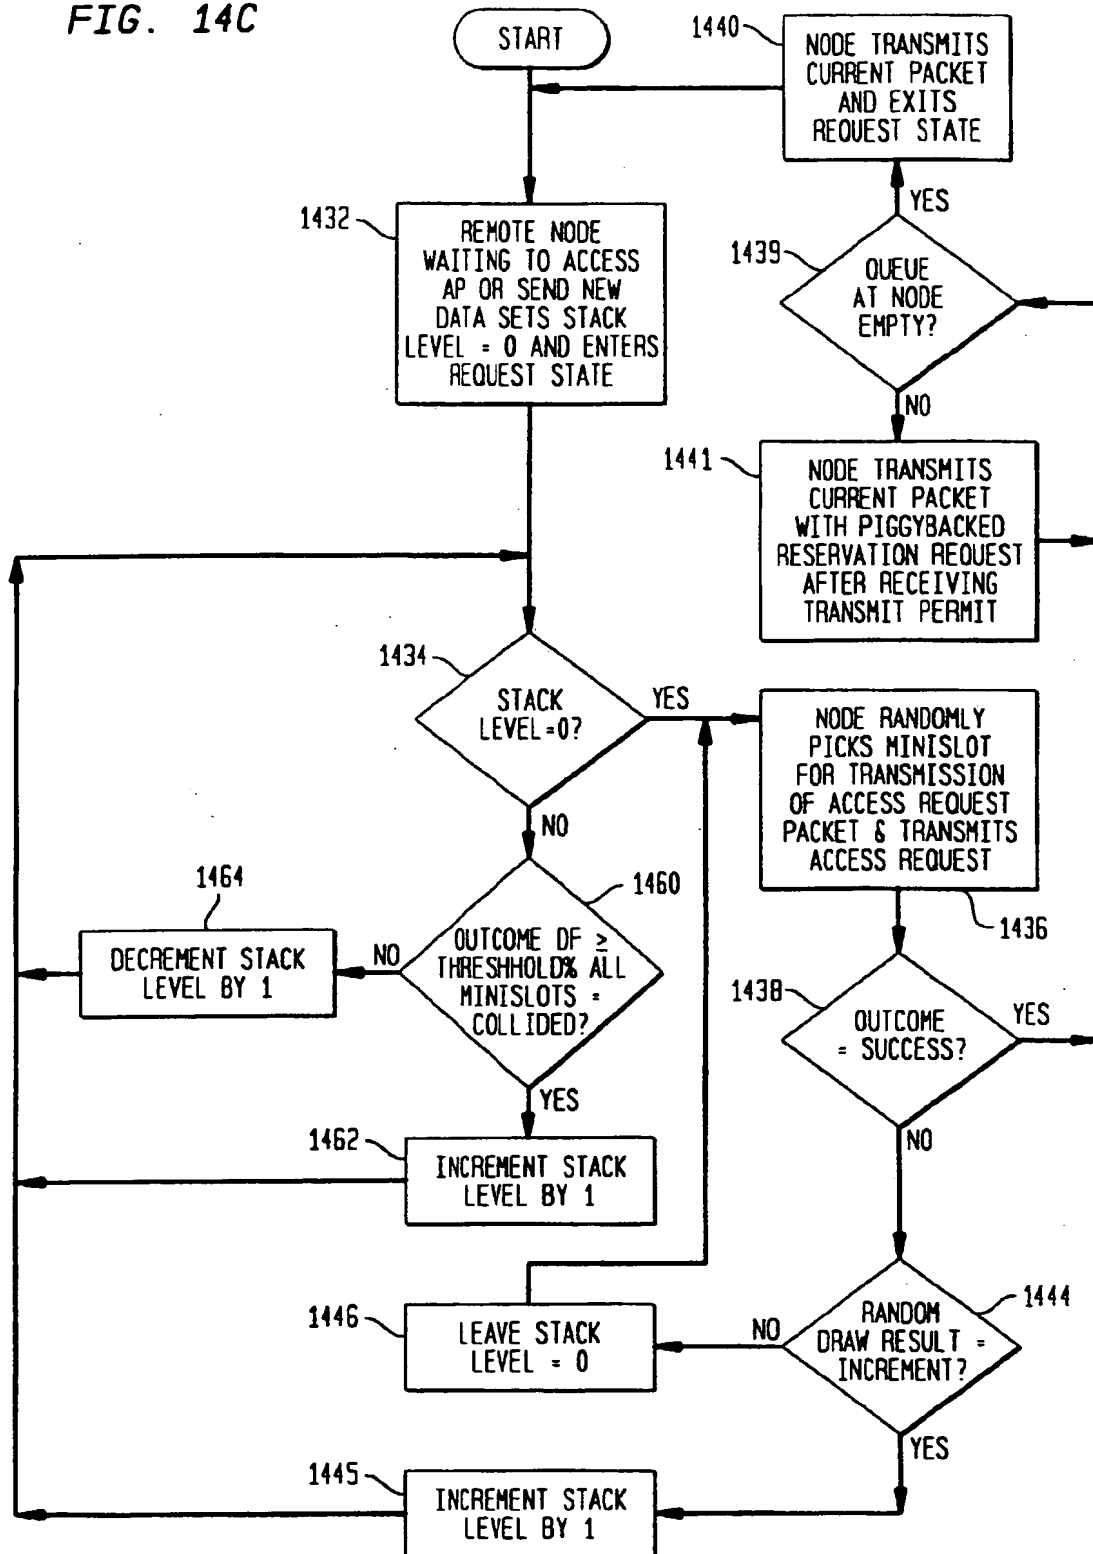 FIG. 14C
START
1440
NODE TRANSMITS
CURRENT PACKET
AND EXITS
REQUEST STATE
YES
1439
QUEUE
AT NODE
EMPTY?
NO
1432
REMOTE NODE
WAITING TO ACCESS
AP OR SEND NEW
DATA SETS STACK
LEVEL = 0 AND ENTERS
REQUEST STATE
1441
NODE TRANSMITS
CURRENT PACKET
WITH PIGGYBACKED
RESERVATION REQUEST
AFTER RECEIVING
TRANSMIT PERMIT
1434
STACK
LEVEL=0?
YES
NO
NODE RANDOMLY
PICKS MINISLOT
FOR TRANSMISSION
OF ACCESS REQUEST
PACKET & TRANSMITS
ACCESS REQUEST
1436
1460
OUTCOME OF ≥
THRESHHOLD% ALL
MINISLOTS =
COLLIDED?
NO
YES
1464
DECREMENT STACK
LEVEL BY 1
1438
OUTCOME
= SUCCESS?
YES
NO
1462
INCREMENT STACK
LEVEL BY 1
1446
LEAVE STACK
LEVEL = 0
1444
RANDOM
DRAW RESULT =
INCREMENT?
NO
YES
1445
INCREMENT STACK
LEVEL BY 1